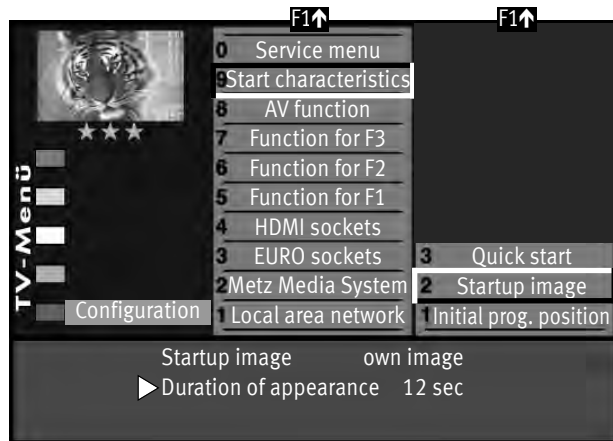 F1↑
F1↑
0 Service menu
9 Start characteristics
8 AV function
7 Function for F3
6 Function for F2
5 Function for F1
4 HDMI sockets
3 EURO sockets
2 Metz Media System
1 Local area network
3 Quick start
2 Startup image
1 Initial prog. position
TV-Menü
Configuration
Startup image own image
Duration of appearance 12 sec